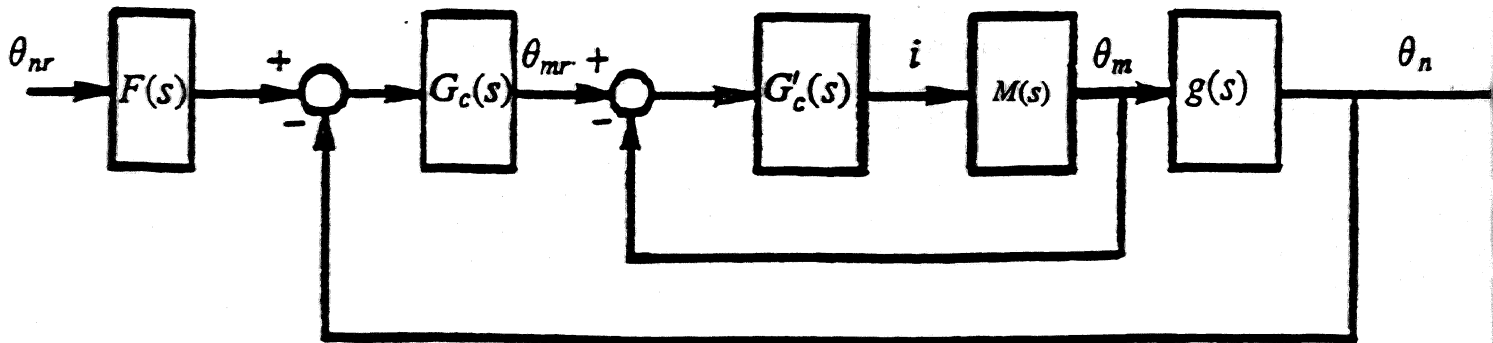 θnr F(s) + − Gc(s) θmr + − G′c(s) i M(s) θm g(s) θn